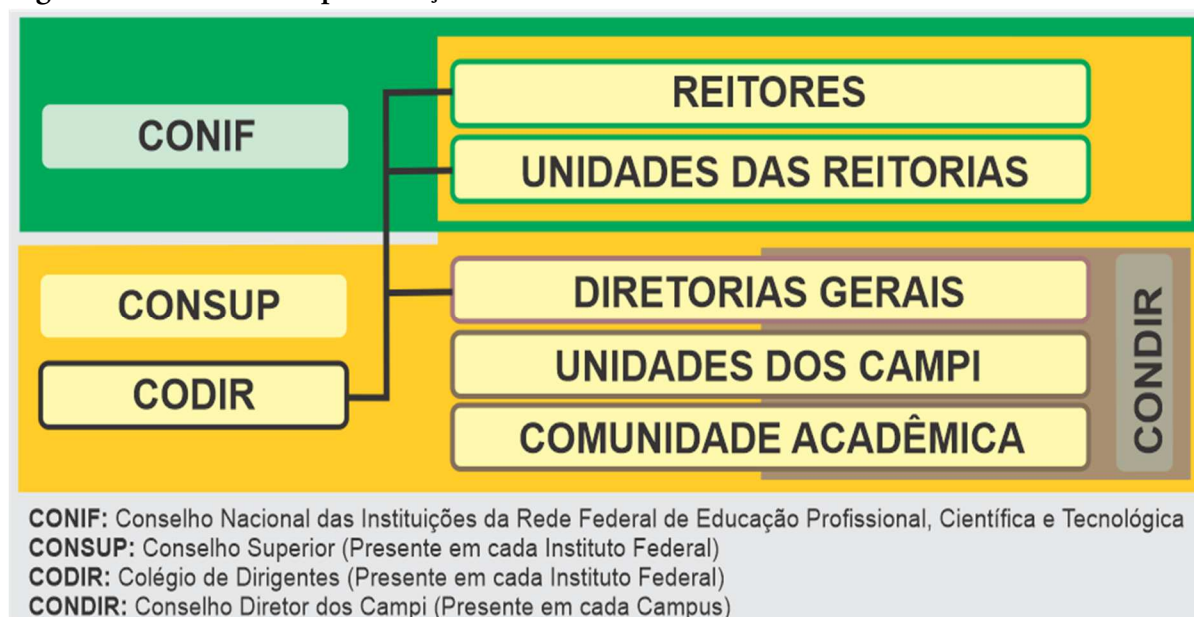 CONIF
REITORES
UNIDADES DAS REITORIAS
CONSUP
CODIR
DIRETORIAS GERAIS
UNIDADES DOS CAMPI
COMUNIDADE ACADÊMICA
CONDIR
CONIF: Conselho Nacional das Instituições da Rede Federal de Educação Profissional, Científica e Tecnológica
CONSUP: Conselho Superior (Presente em cada Instituto Federal)
CODIR: Colégio de Dirigentes (Presente em cada Instituto Federal)
CONDIR: Conselho Diretor dos Campi (Presente em cada Campus)